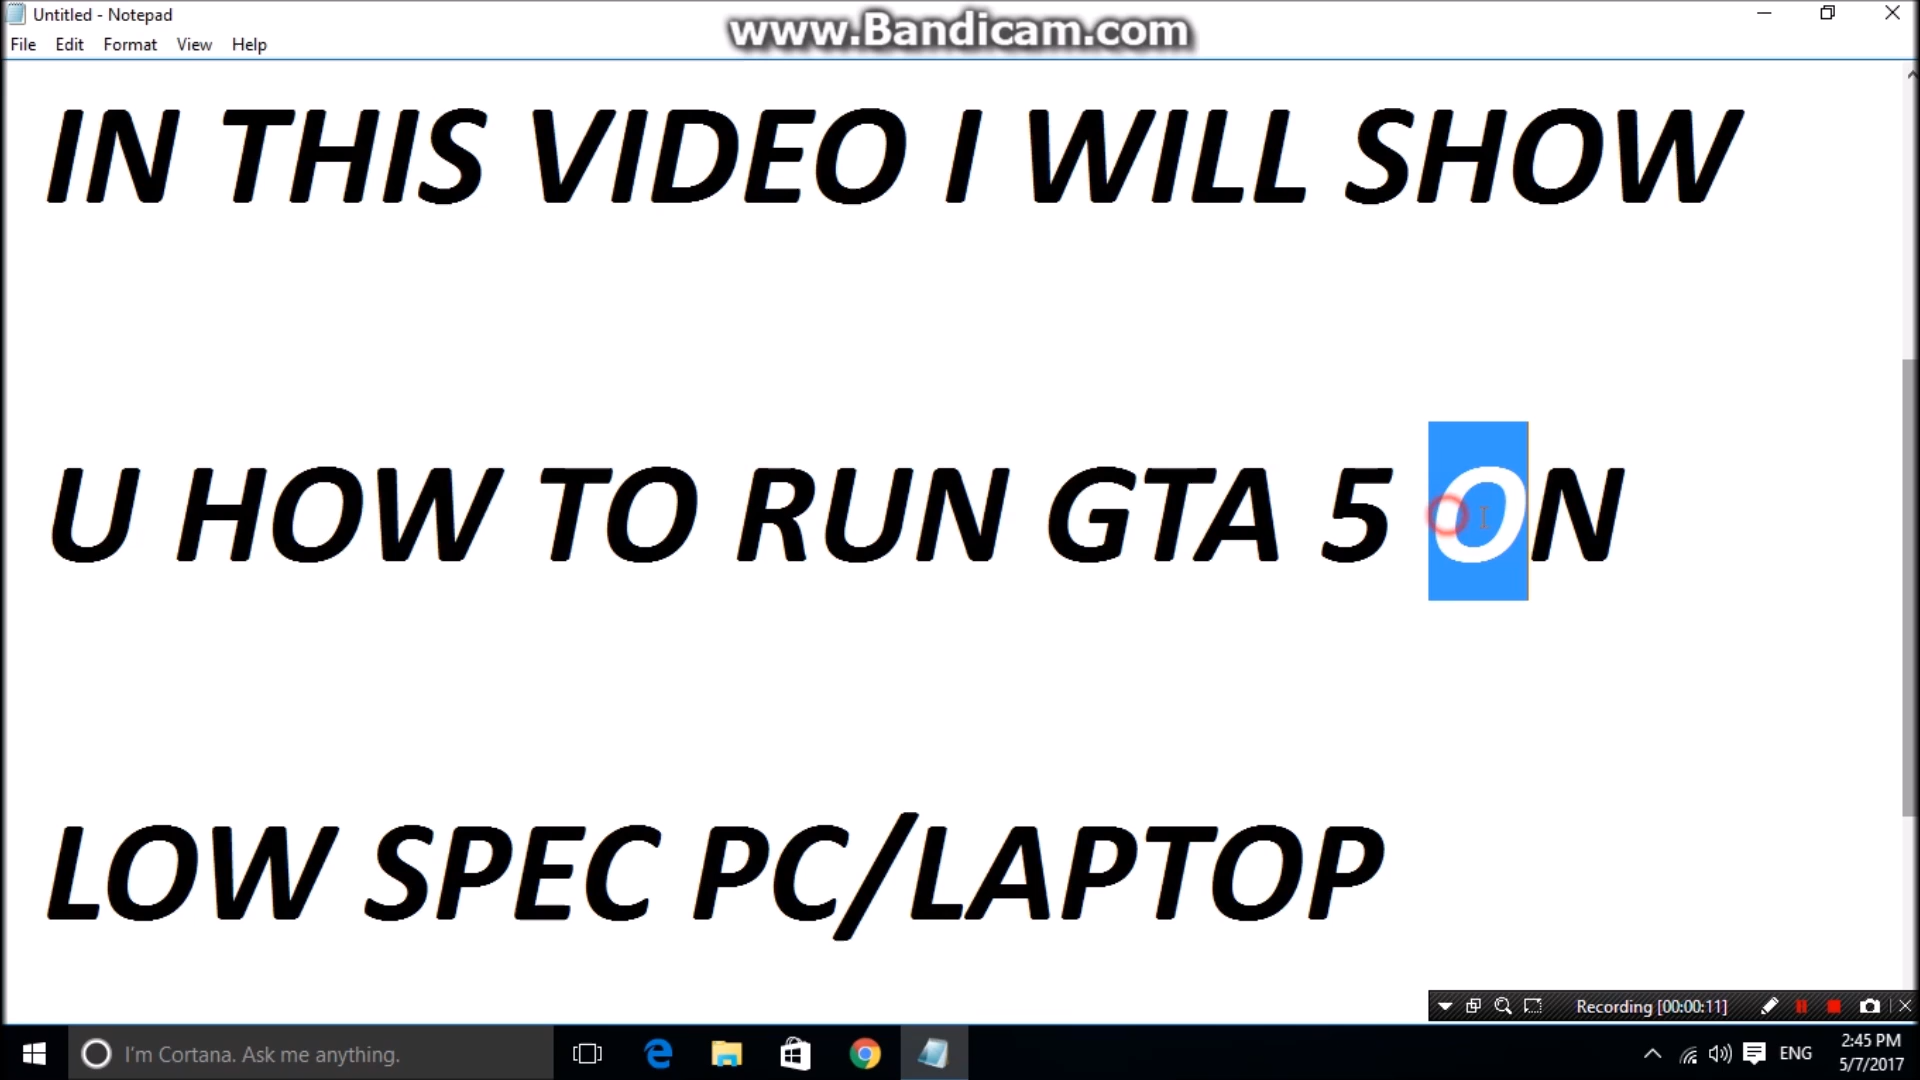 Untitled - Notepad
www.Bandicam.com
File Edit Format View Help
IN THIS VIDEO I WILL SHOW
U HOW TO RUN GTA 5 ON
LOW SPEC PC/LAPTOP
Recording [00:00:11]
I'm Cortana. Ask me anything.
ENG
2:45 PM
5/7/2017